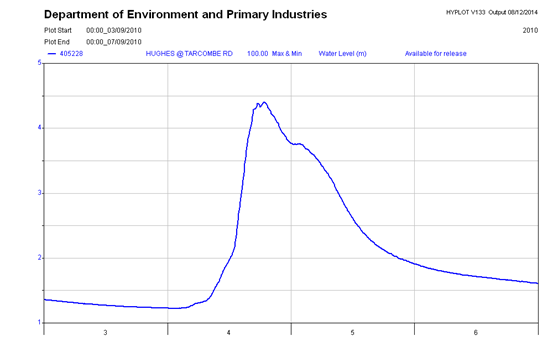 Department of Environment and Primary Industries HYPLOT V133 Output 08/12/2014
Plot Start 00:00_03/09/2010 2010
Plot End 00:00_07/09/2010
405228 HUGHES @ TARCOMBE RD 100.00 Max & Min Water Level (m) Available for release
5
4
3
2
1
3 4 5 6